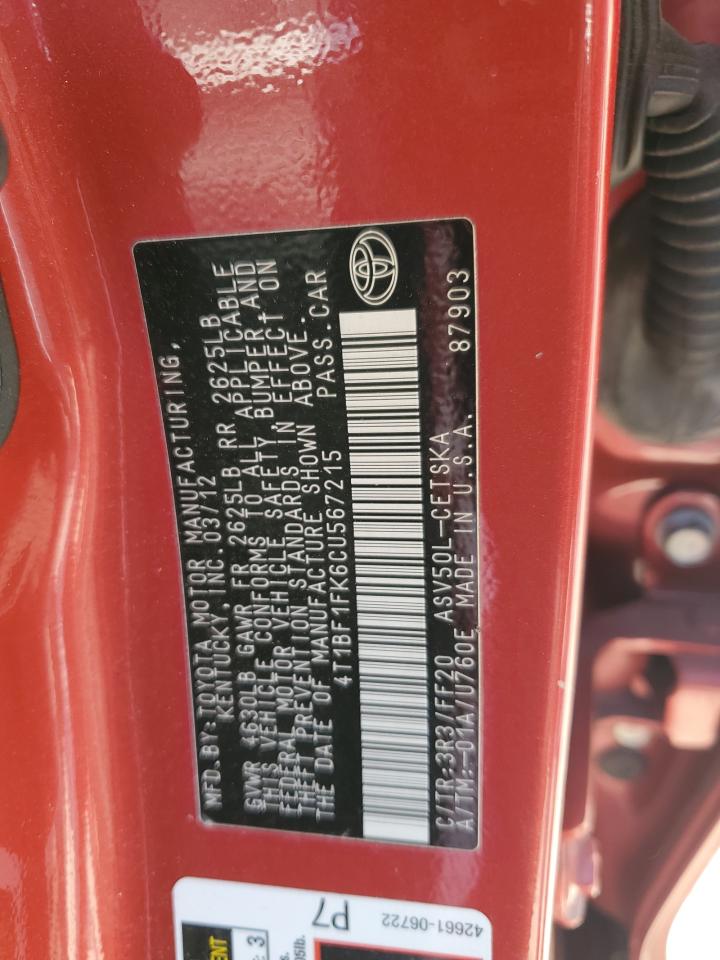 MFD.BY:TOYOTA MOTOR MANUFACTURING,
KENTUCKY, INC.03/12
GVWR 4630LB GAWR FR 2625LB RR 2625LB
THIS VEHICLE CONFORMS TO ALL APPLICABLE
FEDERAL MOTOR VEHICLE SAFETY, BUMPER, AND
THEFT PREVENTION STANDARDS IN EFFECT ON
THE DATE OF MANUFACTURE SHOWN ABOVE.
4T1BF1FK6CU567215 PASS.CAR
C/TR:3R3/FF20 ASV50L-CETSKA
A/TM:-01A/U760E MADE IN U.S.A. 87903
P7
42661-06722
3